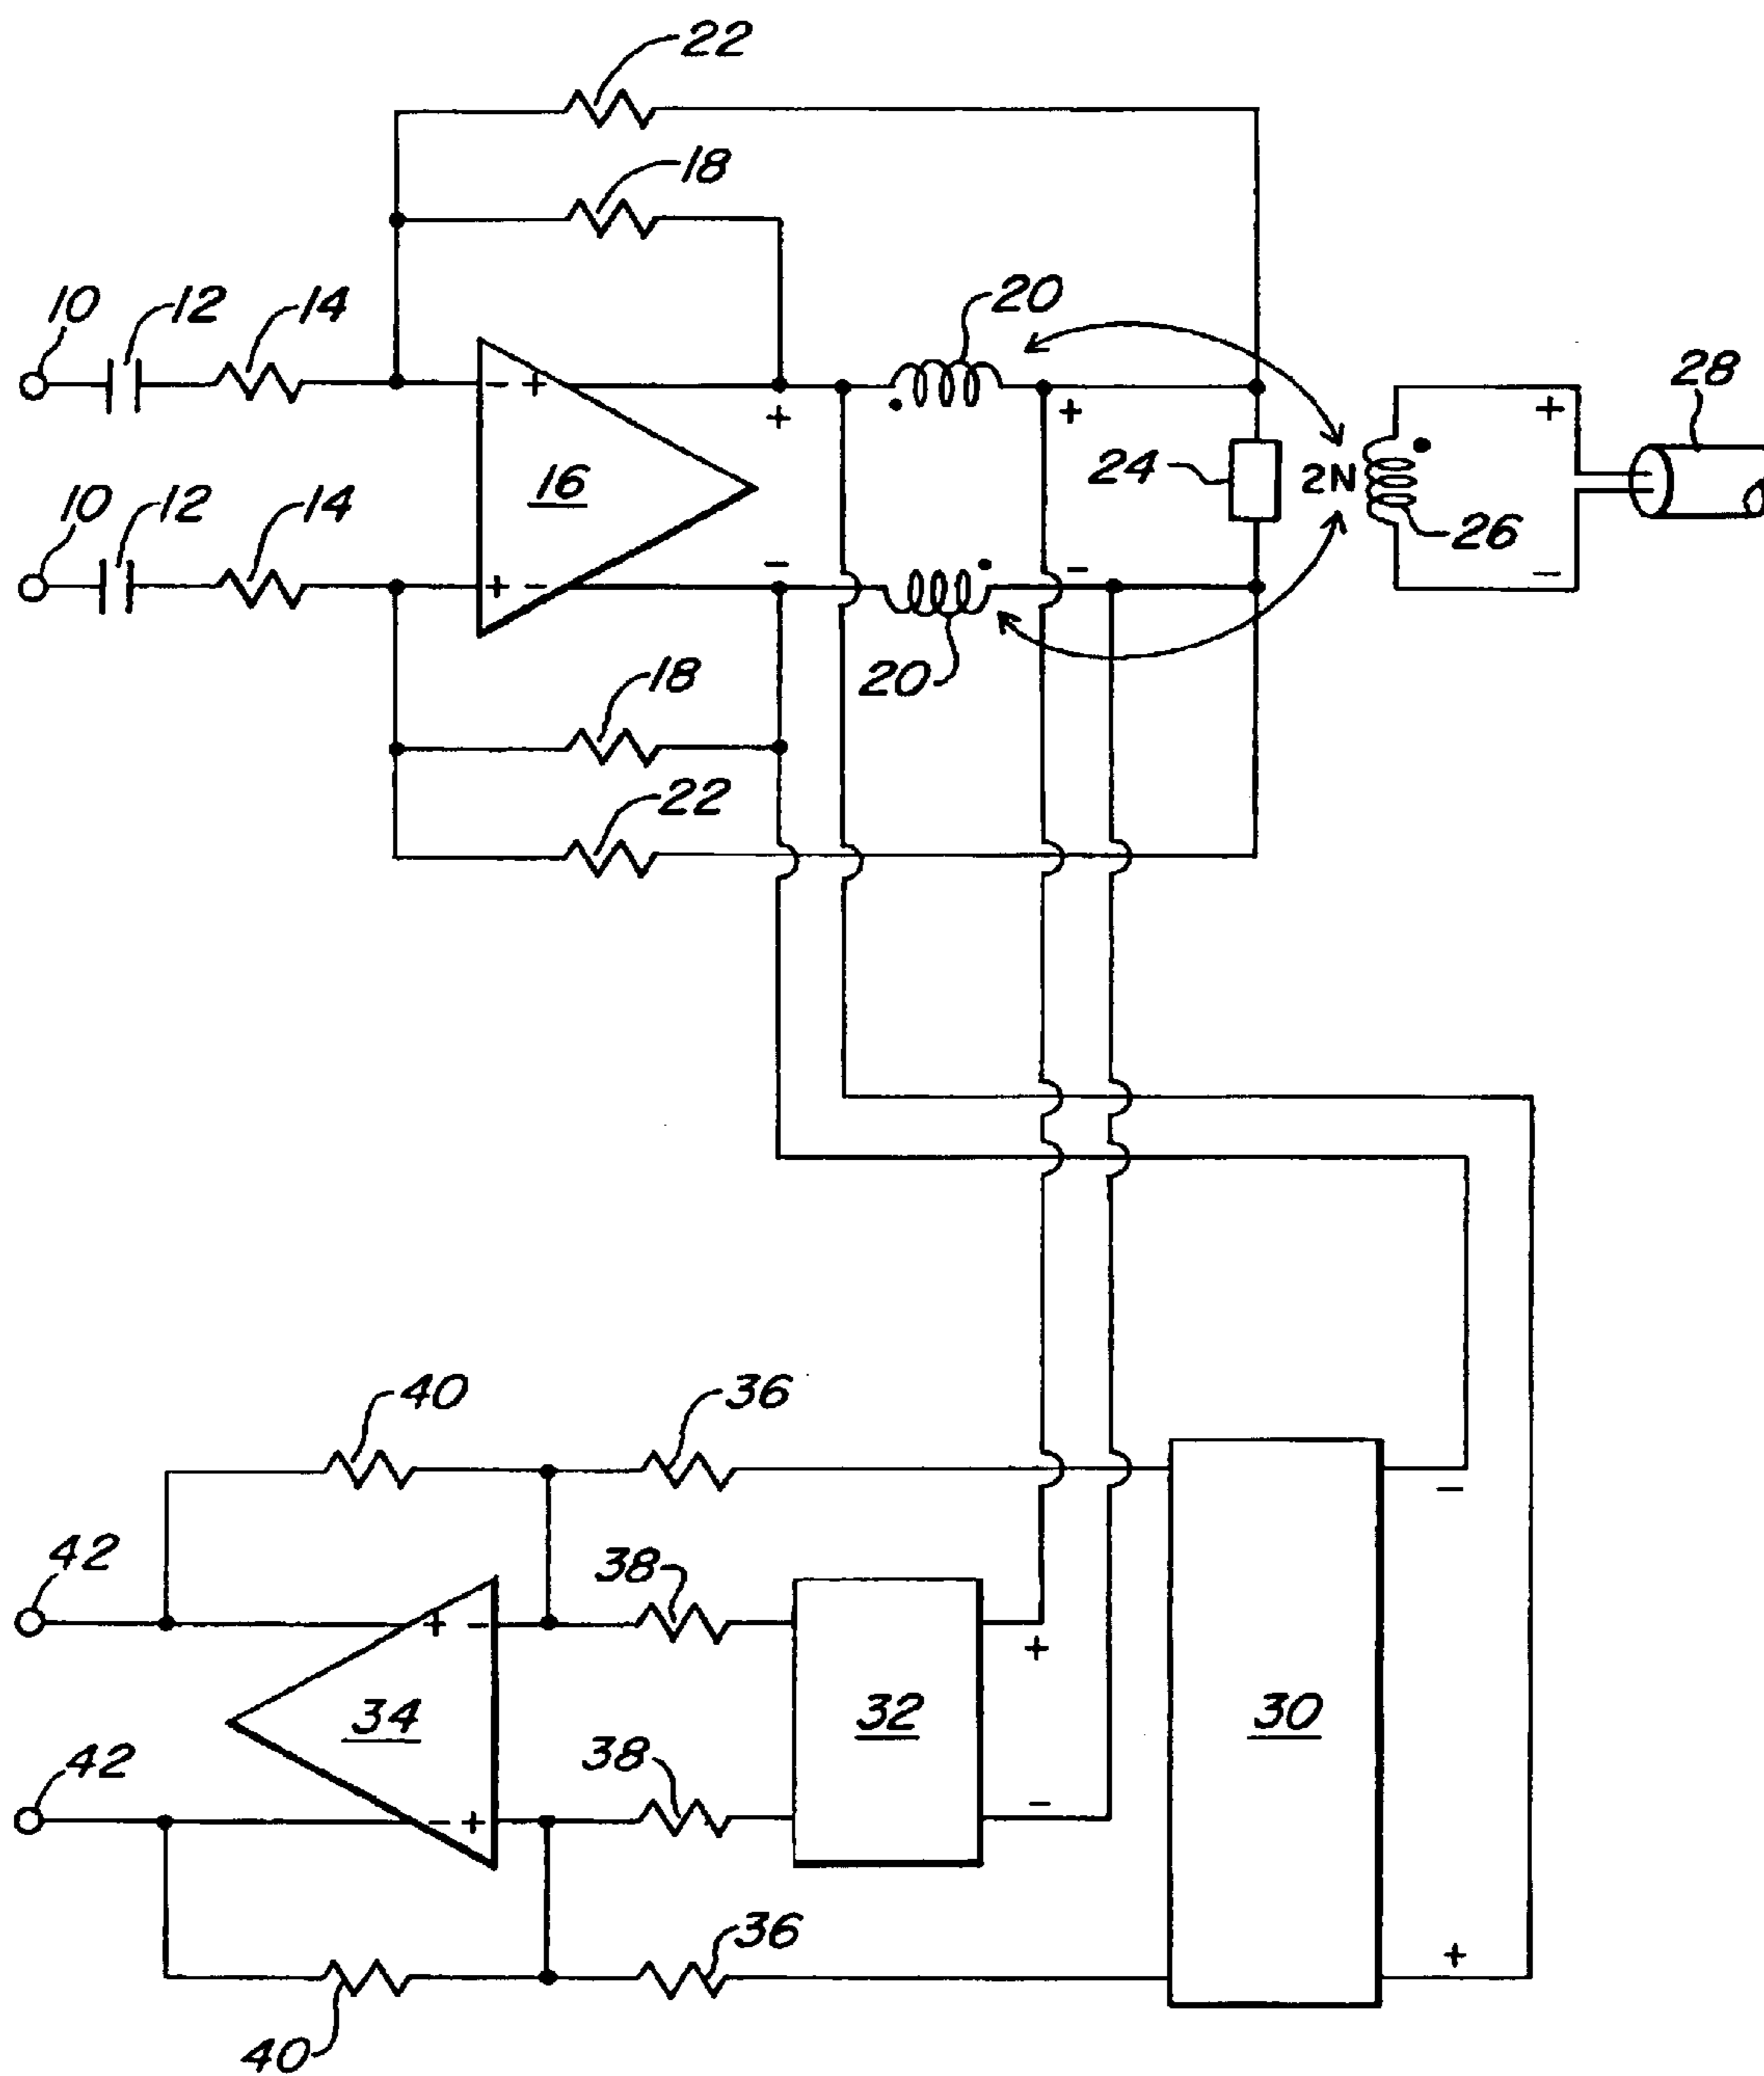 22
18
10 12 14 20 28
- + + + +
24 2N
16 26
10 12 14
+ - - - -
18 20
22
40 36
-
42 38
+ - +
34 32 30
42 38
- + -
36 +
40